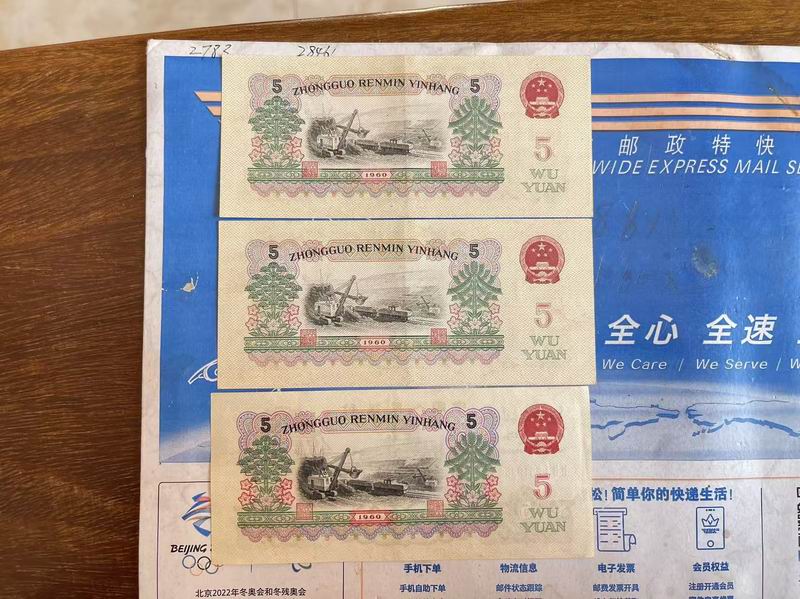 2782 28461
5 ZHONGGUO RENMIN YINHANG 5
5
WU
YUAN
1960
邮政特快
WIDE EXPRESS MAIL SE
5 ZHONGGUO RENMIN YINHANG 5
5
WU
YUAN
1960
全心 全速
We Care / We Serve / W
5 ZHONGGUO RENMIN YINHANG 5
5
WU
YUAN
1960
松!简单你的快递生活!
BEIJING
北京2022年冬奥会和冬残奥会
手机下单 物流信息 电子发票 会员权益
手机自助下单 邮件状态跟踪 邮费发票开具 注册开通会员